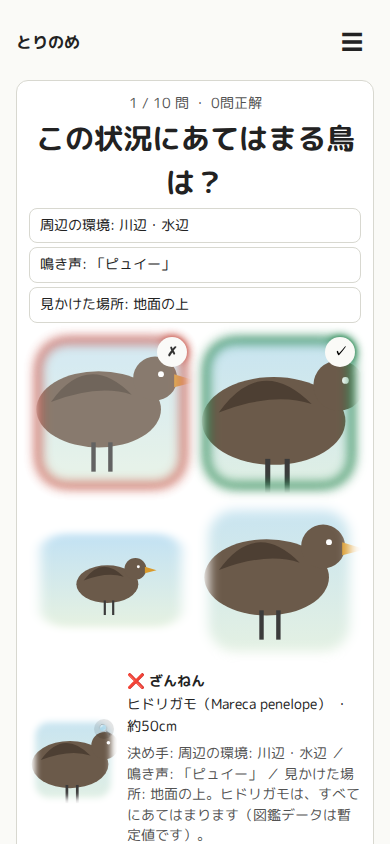 とりのめ
☰
1 / 10 問 ・ 0問正解
この状況にあてはまる鳥
は？
周辺の環境: 川辺・水辺
鳴き声: 「ピュイー」
見かけた場所: 地面の上
✗
✓
❌ ざんねん
ヒドリガモ（Mareca penelope） ・
約50cm
決め手: 周辺の環境: 川辺・水辺 ／
鳴き声: 「ピュイー」 ／ 見かけた場
所: 地面の上。ヒドリガモは、すべて
にあてはまります（図鑑データは暫
定値です）。